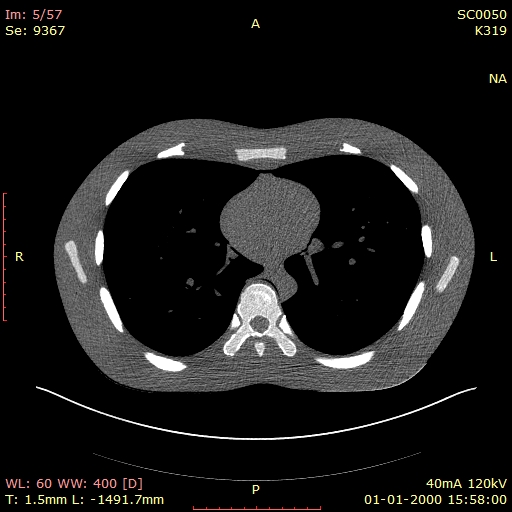 Im: 5/57
Se: 9367
A
SC0050
K319
NA
R
L
WL: 60 WW: 400 [D]
T: 1.5mm L: -1491.7mm
P
40mA 120kV
01-01-2000 15:58:00